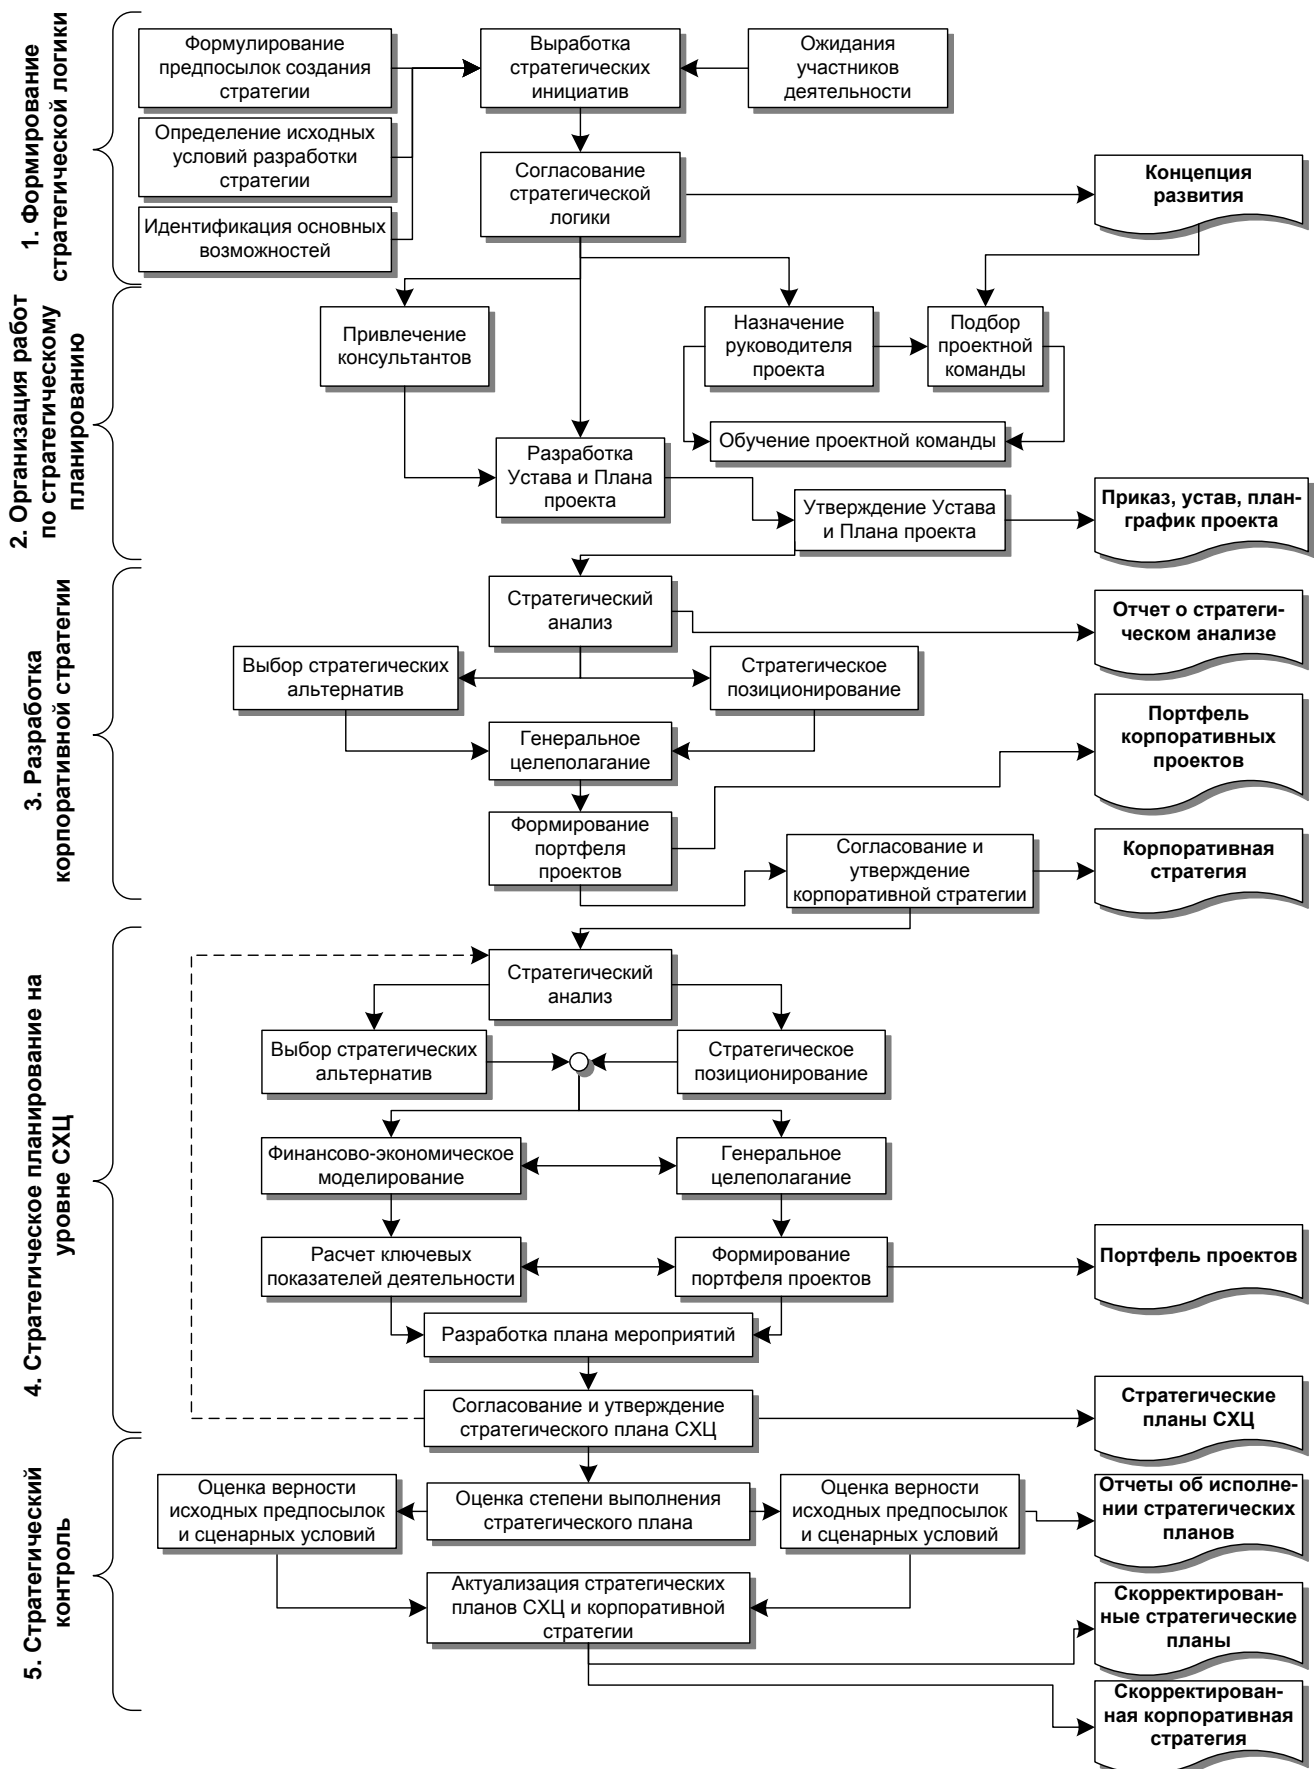 1. Формирование
стратегической логики
Формулирование
предпосылок создания
стратегии
Выработка
стратегических
инициатив
Ожидания
участников
деятельности
Определение исходных
условий разработки
стратегии
Согласование
стратегической
логики
Концепция
развития
Идентификация основных
возможностей
2. Организация работ
по стратегическому
планированию
Привлечение
консультантов
Назначение
руководителя
проекта
Подбор
проектной
команды
Обучение проектной команды
Разработка
Устава и Плана
проекта
Утверждение Устава
и Плана проекта
Приказ, устав, план-
график проекта
3. Разработка
корпоративной стратегии
Стратегический
анализ
Отчет о стратеги-
ческом анализе
Выбор стратегических
альтернатив
Стратегическое
позиционирование
Генеральное
целеполагание
Портфель
корпоративных
проектов
Формирование
портфеля
проектов
Согласование и
утверждение
корпоративной стратегии
Корпоративная
стратегия
4. Стратегическое планирование на
уровне СХЦ
Стратегический
анализ
Выбор стратегических
альтернатив
Стратегическое
позиционирование
Финансово-экономическое
моделирование
Генеральное
целеполагание
Расчет ключевых
показателей деятельности
Формирование
портфеля проектов
Портфель проектов
Разработка плана мероприятий
Согласование и утверждение
стратегического плана СХЦ
Стратегические
планы СХЦ
5. Стратегический
контроль
Оценка верности
исходных предпосылок
и сценарных условий
Оценка степени выполнения
стратегического плана
Оценка верности
исходных предпосылок
и сценарных условий
Отчеты об исполне-
нии стратегических
планов
Актуализация стратегических
планов СХЦ и корпоративной
стратегии
Скорректирован-
ные стратегические
планы
Скорректирован-
ная корпоративная
стратегия